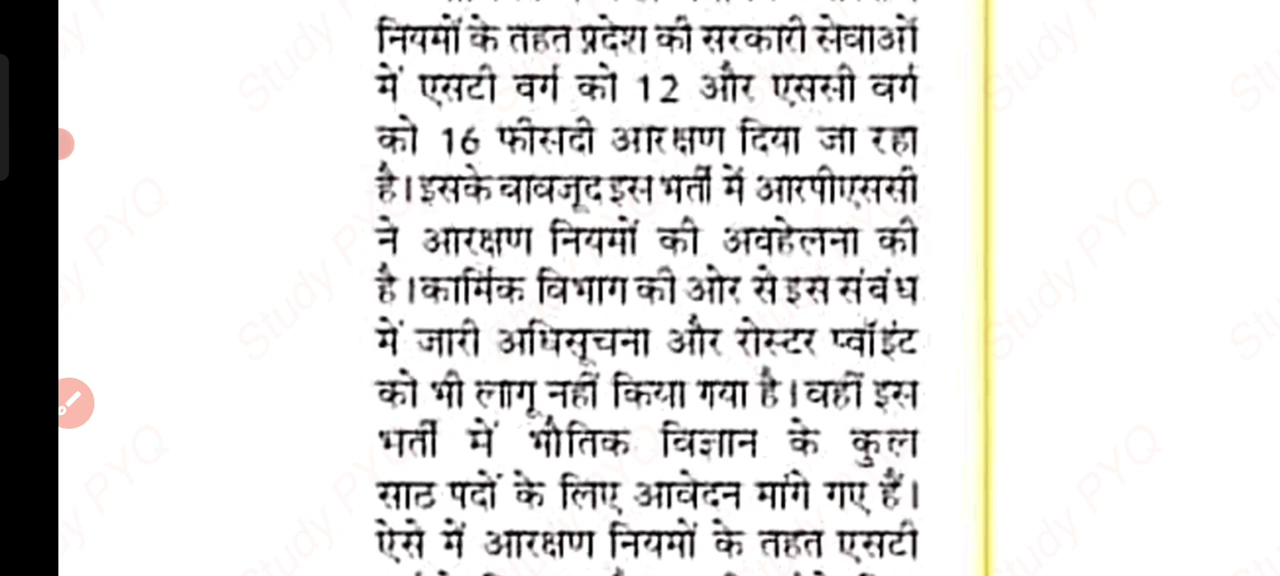 नियमों के तहत प्रदेश की सरकारी सेवाओं
में एसटी वर्ग को 12 और एससी वर्ग
को 16 फीसदी आरक्षण दिया जा रहा
है। इसके बावजूद इस भर्ती में आरपीएससी
ने आरक्षण नियमों की अवहेलना की
है। कार्मिक विभाग की ओर से इस संबंध
में जारी अधिसूचना और रोस्टर प्वॉइंट
को भी लागू नहीं किया गया है। वहीं इस
भर्ती में भौतिक विज्ञान के कुल
साठ पदों के लिए आवेदन मांगे गए हैं।
ऐसे में आरक्षण नियमों के तहत एसटी
Study PYQ